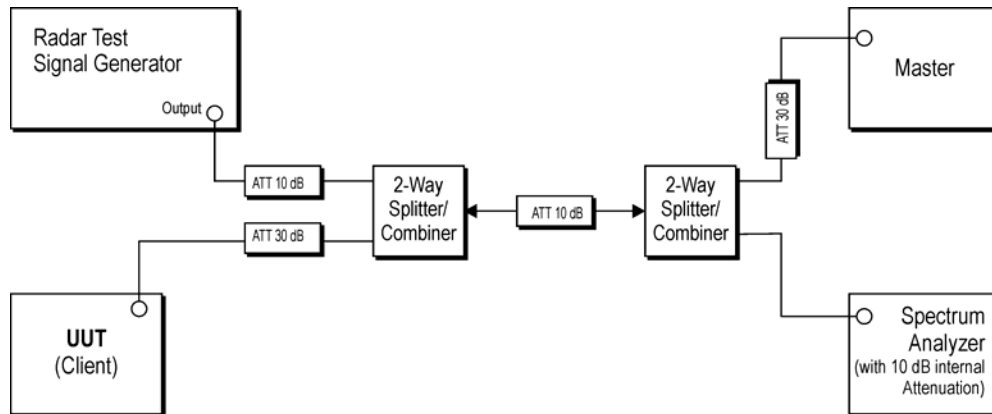 Radar Test
Signal Generator
Output
ATT 10 dB
ATT 30 dB
2-Way
Splitter/
Combiner
ATT 10 dB
2-Way
Splitter/
Combiner
ATT 30 dB
Master
UUT
(Client)
Spectrum
Analyzer
(with 10 dB internal
Attenuation)